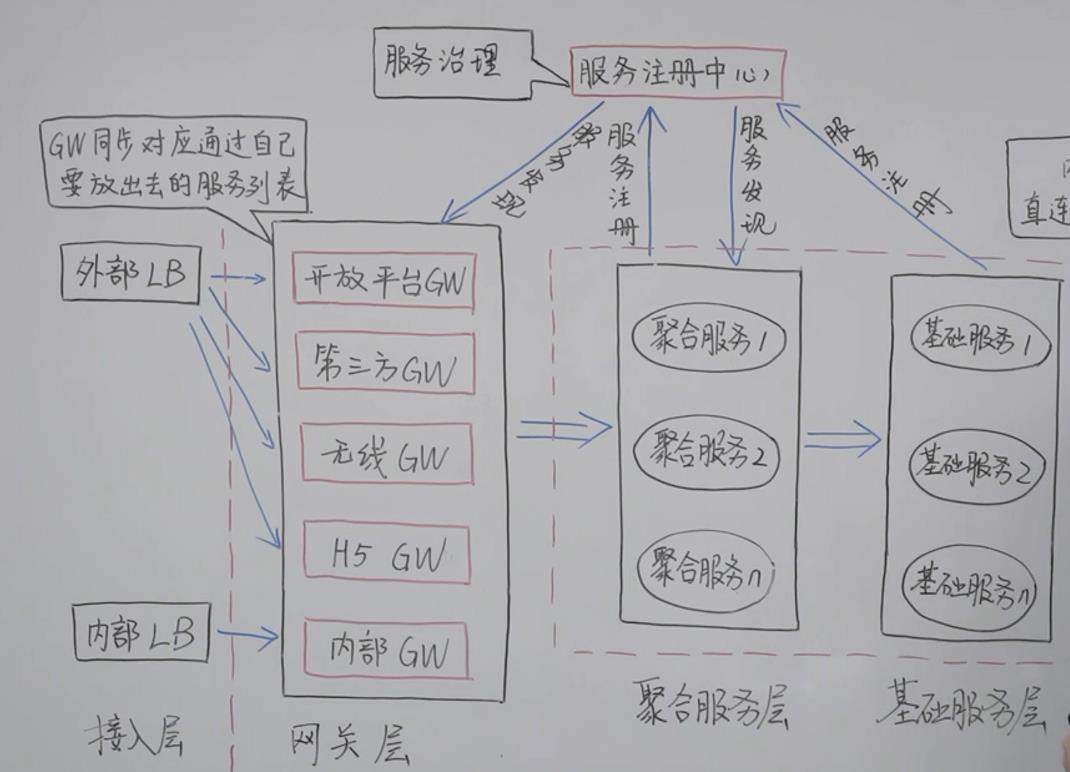 服务治理
服务注册中心
GW同步对应通过自己
要放出去的服务列表
服务发现
服务注册
服务发现
服务注册
直连
外部LB
开放平台GW
第三方GW
无线GW
H5 GW
内部LB
内部GW
聚合服务1
聚合服务2
聚合服务n
基础服务1
基础服务2
基础服务n
接入层
网关层
聚合服务层
基础服务层